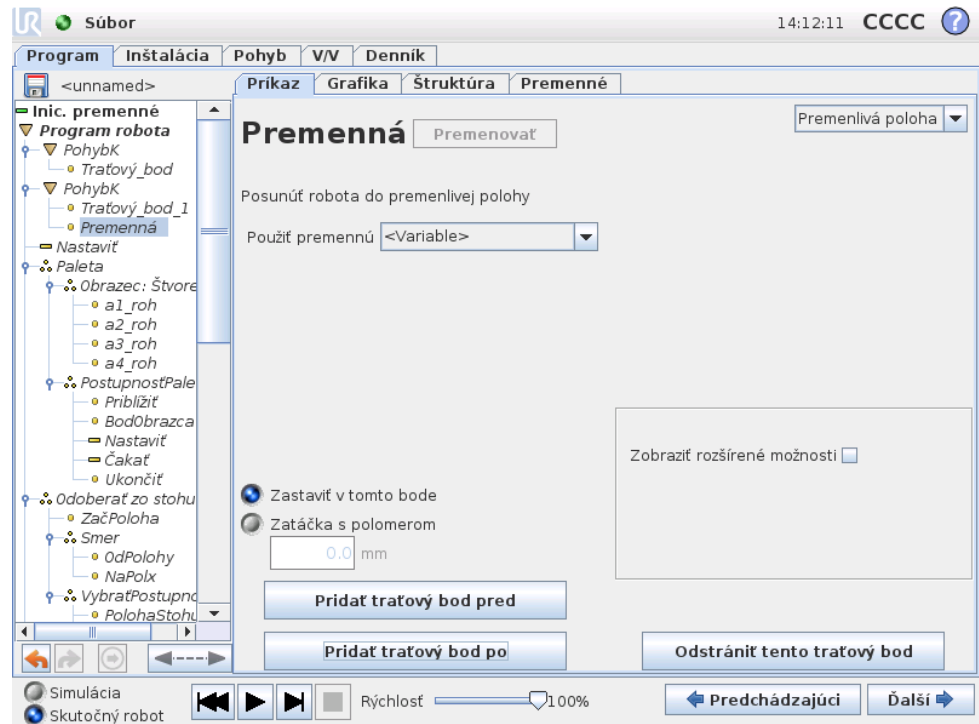 UR Súbor 14:12:11 CCCC ?
Program Inštalácia Pohyb V/V Denník
<unnamed>
Príkaz Grafika Štruktúra Premenné
Inic. premenné
Program robota
PohybK
Traťový_bod
PohybK
Traťový_bod_1
Premenná
Nastaviť
Paleta
Obrazec: Štvore
a1_roh
a2_roh
a3_roh
a4_roh
PostupnosťPale
Priblížiť
BodObrazca
Nastaviť
Čakať
Ukončiť
Odoberať zo stohu
ZačPoloha
Smer
OdPolohy
NaPolx
VybraťPostupno
PolohaStohu
Premenná Premenovať Premenlivá poloha
Posunúť robota do premenlivej polohy
Použiť premennú <Variable>
Zobraziť rozšírené možnosti
Zastaviť v tomto bode
Zatáčka s polomerom
0.0 mm
Pridať traťový bod pred
Pridať traťový bod po Odstrániť tento traťový bod
Simulácia
Skutočný robot
Rýchlosť 100% Predchádzajúci Ďalší